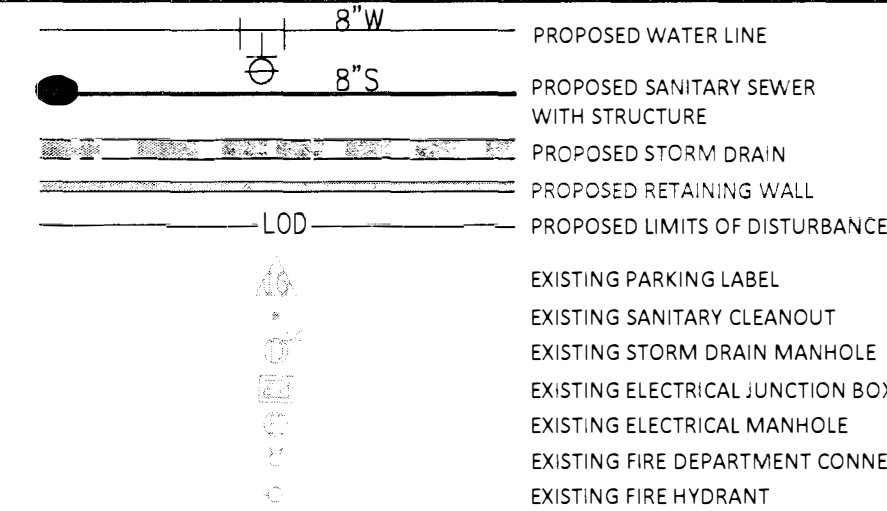 8"W PROPOSED WATER LINE
8"S PROPOSED SANITARY SEWER
WITH STRUCTURE
PROPOSED STORM DRAIN
PROPOSED RETAINING WALL
LOD PROPOSED LIMITS OF DISTURBANCE
16 EXISTING PARKING LABEL
EXISTING SANITARY CLEANOUT
EXISTING STORM DRAIN MANHOLE
EXISTING ELECTRICAL JUNCTION BOX
EXISTING ELECTRICAL MANHOLE
EXISTING FIRE DEPARTMENT CONNE
EXISTING FIRE HYDRANT